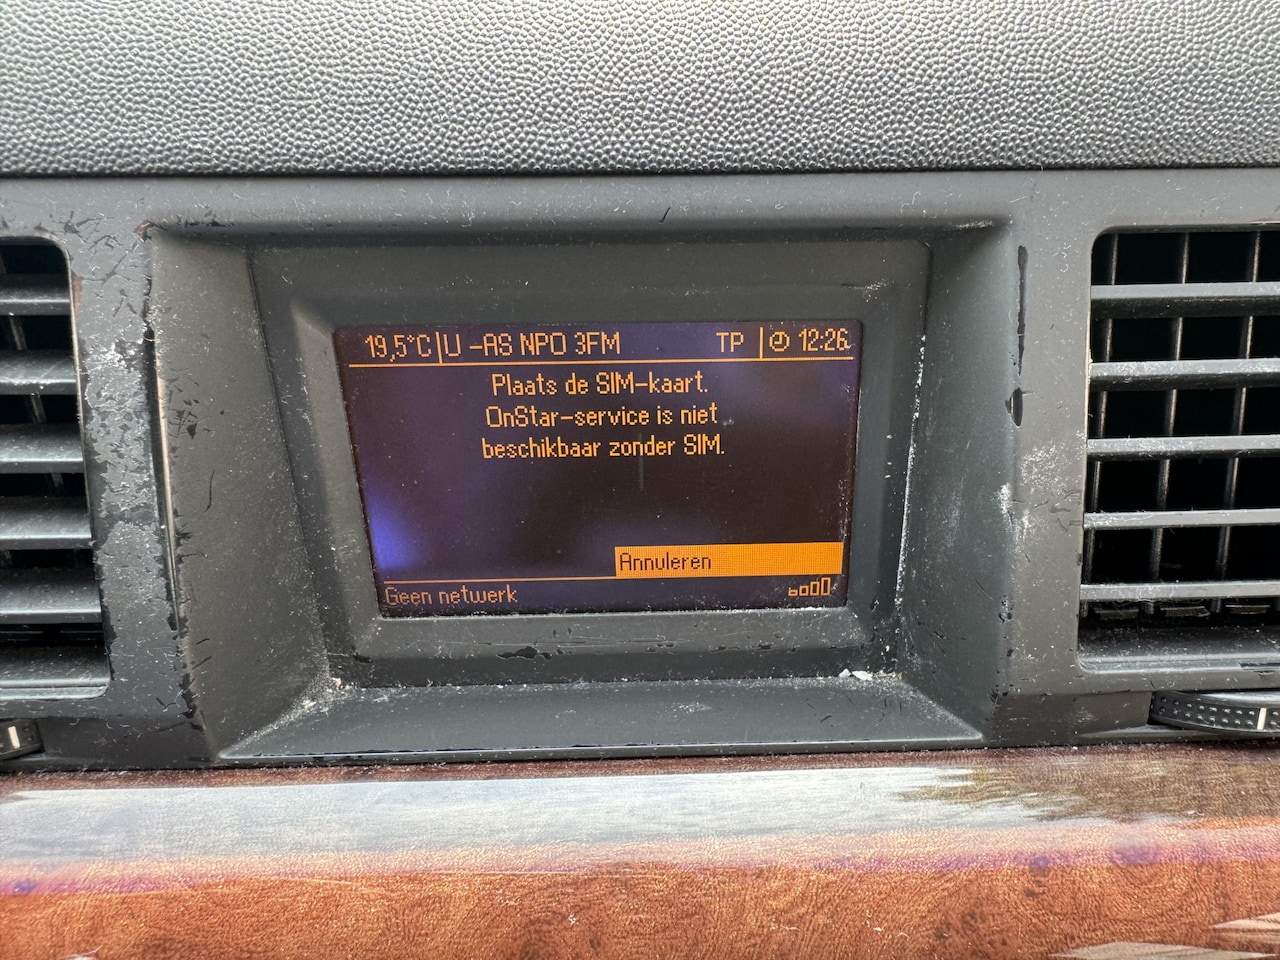 19,5°C U -AS NPO 3FM TP 12:26
Plaats de SIM-kaart.
OnStar-service is niet
beschikbaar zonder SIM.
Annuleren
Geen netwerk